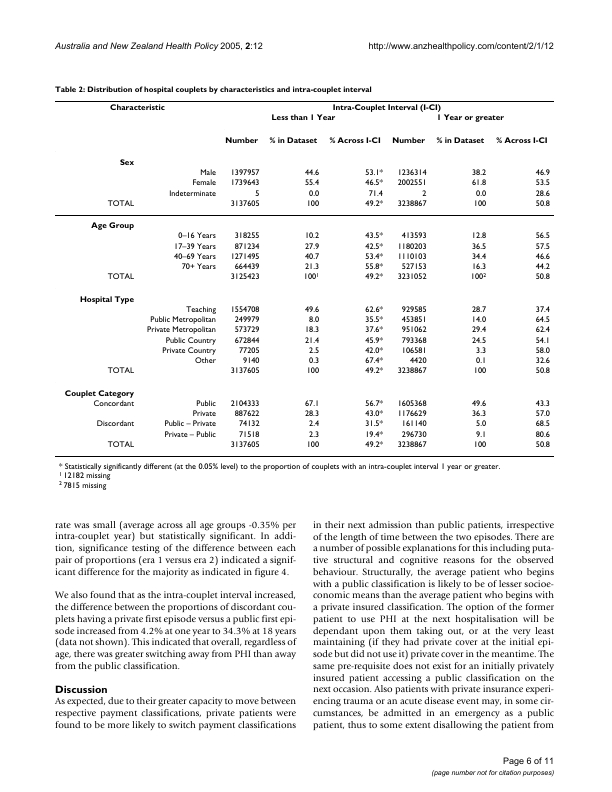 Australia and New Zealand Health Policy 2005, 2:12 http://www.anzhealthpolicy.com/content/2/1/12
Table 2: Distribution of hospital couplets by characteristics and intra-couplet interval
Characteristic Intra-Couplet Interval (I-CI)
Less than 1 Year 1 Year or greater
Number % in Dataset % Across I-CI Number % in Dataset % Across I-CI
Sex
Male 1397957 44.6 53.1* 1236314 38.2 46.9
Female 1739643 55.4 46.5* 2002551 61.8 53.5
Indeterminate 5 0.0 71.4 2 0.0 28.6
TOTAL 3137605 100 49.2* 3238867 100 50.8
Age Group
0–16 Years 318255 10.2 43.5* 413593 12.8 56.5
17–39 Years 871234 27.9 42.5* 1180203 36.5 57.5
40–69 Years 1271495 40.7 53.4* 1110103 34.4 46.6
70+ Years 664439 21.3 55.8* 527153 16.3 44.2
TOTAL 3125423 100¹ 49.2* 3231052 100² 50.8
Hospital Type
Teaching 1554708 49.6 62.6* 929585 28.7 37.4
Public Metropolitan 249979 8.0 35.5* 453851 14.0 64.5
Private Metropolitan 573729 18.3 37.6* 951062 29.4 62.4
Public Country 672844 21.4 45.9* 793368 24.5 54.1
Private Country 77205 2.5 42.0* 106581 3.3 58.0
Other 9140 0.3 67.4* 4420 0.1 32.6
TOTAL 3137605 100 49.2* 3238867 100 50.8
Couplet Category
Concordant Public 2104333 67.1 56.7* 1605368 49.6 43.3
Private 887622 28.3 43.0* 1176629 36.3 57.0
Discordant Public – Private 74132 2.4 31.5* 161140 5.0 68.5
Private – Public 71518 2.3 19.4* 296730 9.1 80.6
TOTAL 3137605 100 49.2* 3238867 100 50.8
* Statistically significantly different (at the 0.05% level) to the proportion of couplets with an intra-couplet interval 1 year or greater.
¹ 12182 missing
² 7815 missing
rate was small (average across all age groups -0.35% per
intra-couplet year) but statistically significant. In addi-
tion, significance testing of the difference between each
pair of proportions (era 1 versus era 2) indicated a signif-
icant difference for the majority as indicated in figure 4.
We also found that as the intra-couplet interval increased,
the difference between the proportions of discordant cou-
plets having a private first episode versus a public first epi-
sode increased from 4.2% at one year to 34.3% at 18 years
(data not shown). This indicated that overall, regardless of
age, there was greater switching away from PHI than away
from the public classification.
Discussion
As expected, due to their greater capacity to move between
respective payment classifications, private patients were
found to be more likely to switch payment classifications
in their next admission than public patients, irrespective
of the length of time between the two episodes. There are
a number of possible explanations for this including puta-
tive structural and cognitive reasons for the observed
behaviour. Structurally, the average patient who begins
with a public classification is likely to be of lesser socioe-
conomic means than the average patient who begins with
a private insured classification. The option of the former
patient to use PHI at the next hospitalisation will be
dependant upon them taking out, or at the very least
maintaining (if they had private cover at the initial epi-
sode but did not use it) private cover in the meantime. The
same pre-requisite does not exist for an initially privately
insured patient accessing a public classification on the
next occasion. Also patients with private insurance experi-
encing trauma or an acute disease event may, in some cir-
cumstances, be admitted in an emergency as a public
patient, thus to some extent disallowing the patient from
Page 6 of 11
(page number not for citation purposes)